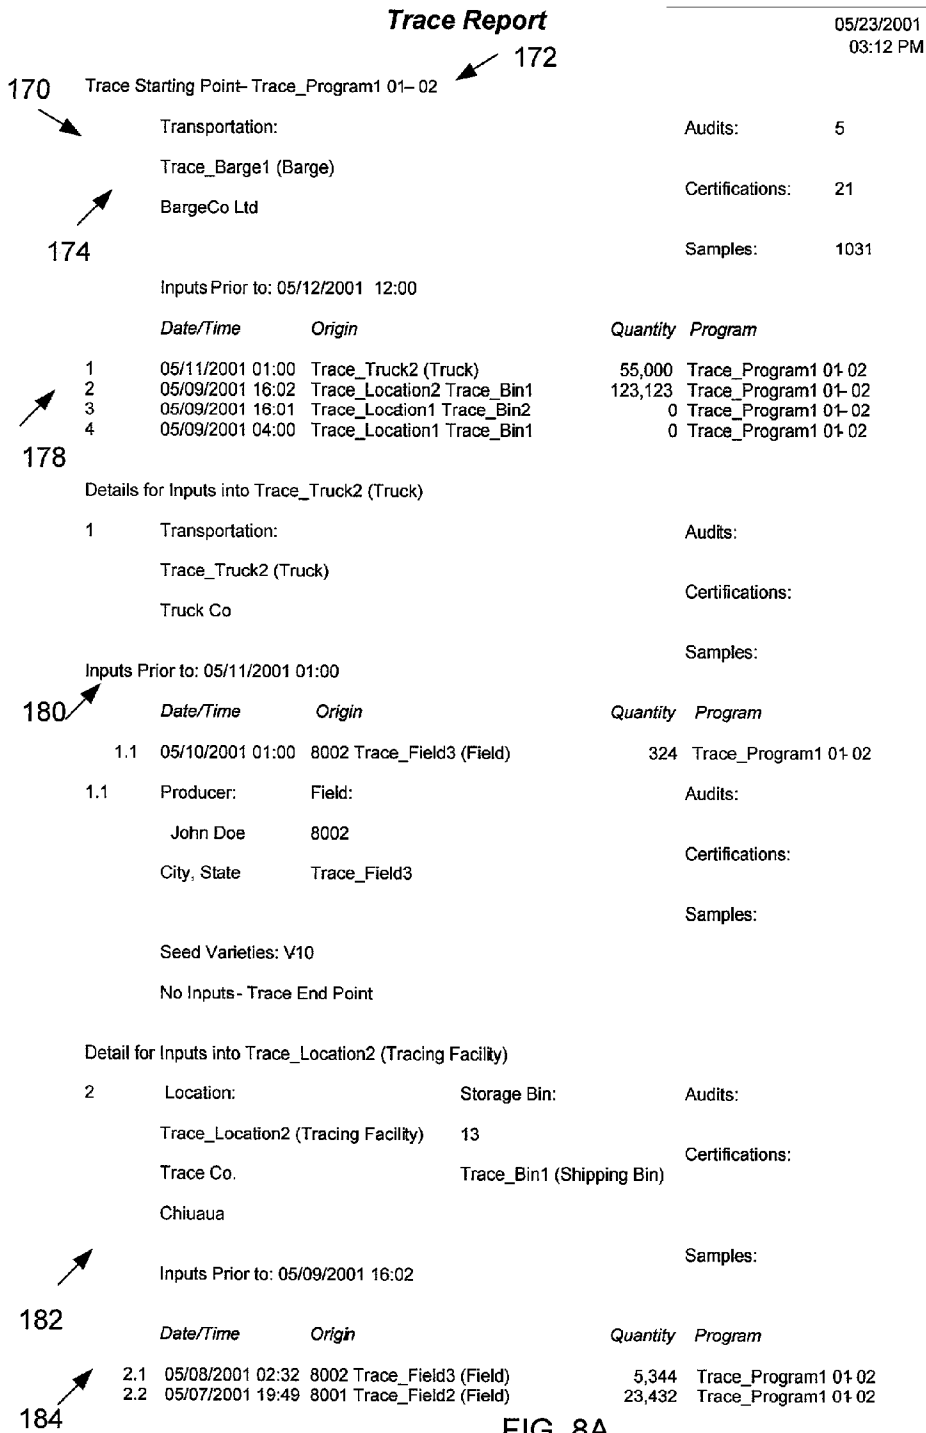 Trace Report
05/23/2001
03:12 PM
172
170
Trace Starting Point– Trace_Program1 01– 02
Transportation:
Audits: 5
Trace_Barge1 (Barge)
Certifications: 21
BargeCo Ltd
174
Samples: 1031
Inputs Prior to: 05/12/2001 12:00
Date/Time Origin Quantity Program
1 05/11/2001 01:00 Trace_Truck2 (Truck) 55,000 Trace_Program1 01- 02
2 05/09/2001 16:02 Trace_Location2 Trace_Bin1 123,123 Trace_Program1 01– 02
3 05/09/2001 16:01 Trace_Location1 Trace_Bin2 0 Trace_Program1 01– 02
4 05/09/2001 04:00 Trace_Location1 Trace_Bin1 0 Trace_Program1 01- 02
178
Details for Inputs into Trace_Truck2 (Truck)
1 Transportation: Audits:
Trace_Truck2 (Truck)
Certifications:
Truck Co
Samples:
Inputs Prior to: 05/11/2001 01:00
180
Date/Time Origin Quantity Program
1.1 05/10/2001 01:00 8002 Trace_Field3 (Field) 324 Trace_Program1 01-02
1.1 Producer: Field: Audits:
John Doe 8002
Certifications:
City, State Trace_Field3
Samples:
Seed Varieties: V10
No Inputs- Trace End Point
Detail for Inputs into Trace_Location2 (Tracing Facility)
2 Location: Storage Bin: Audits:
Trace_Location2 (Tracing Facility) 13
Certifications:
Trace Co. Trace_Bin1 (Shipping Bin)
Chiuaua
Samples:
Inputs Prior to: 05/09/2001 16:02
182
Date/Time Origin Quantity Program
2.1 05/08/2001 02:32 8002 Trace_Field3 (Field) 5,344 Trace_Program1 01-02
2.2 05/07/2001 19:49 8001 Trace_Field2 (Field) 23,432 Trace_Program1 01-02
184
FIG. 8A